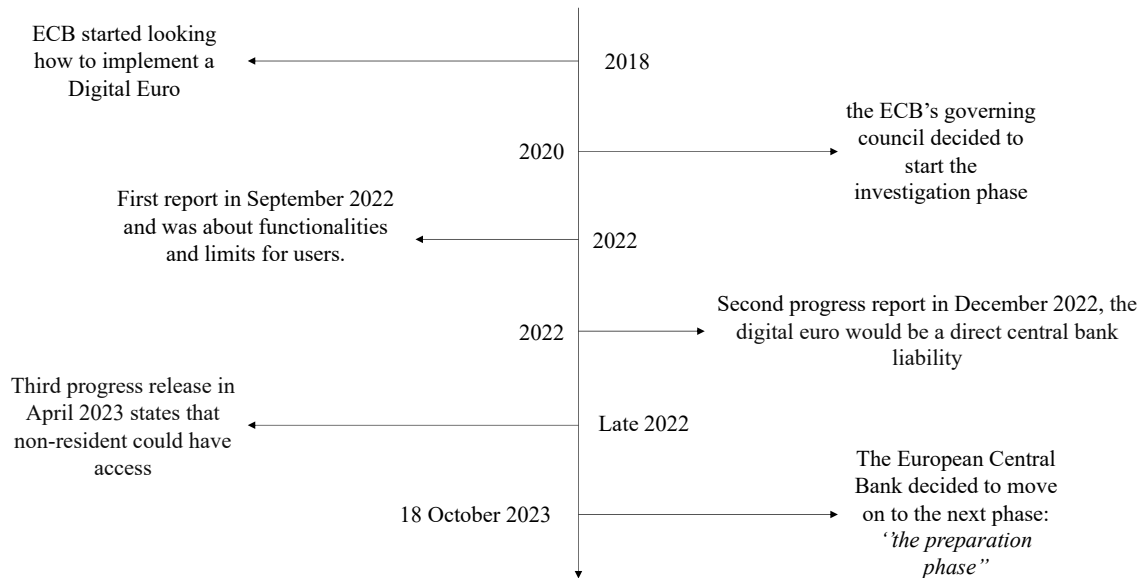 ECB started looking
how to implement a
Digital Euro
2018
the ECB’s governing
council decided to
start the
investigation phase
2020
First report in September 2022
and was about functionalities
and limits for users.
2022
Second progress report in December 2022, the
digital euro would be a direct central bank
liability
2022
Third progress release in
April 2023 states that
non-resident could have
access
Late 2022
The European Central
Bank decided to move
on to the next phase:
‘’the preparation
phase’’
18 October 2023